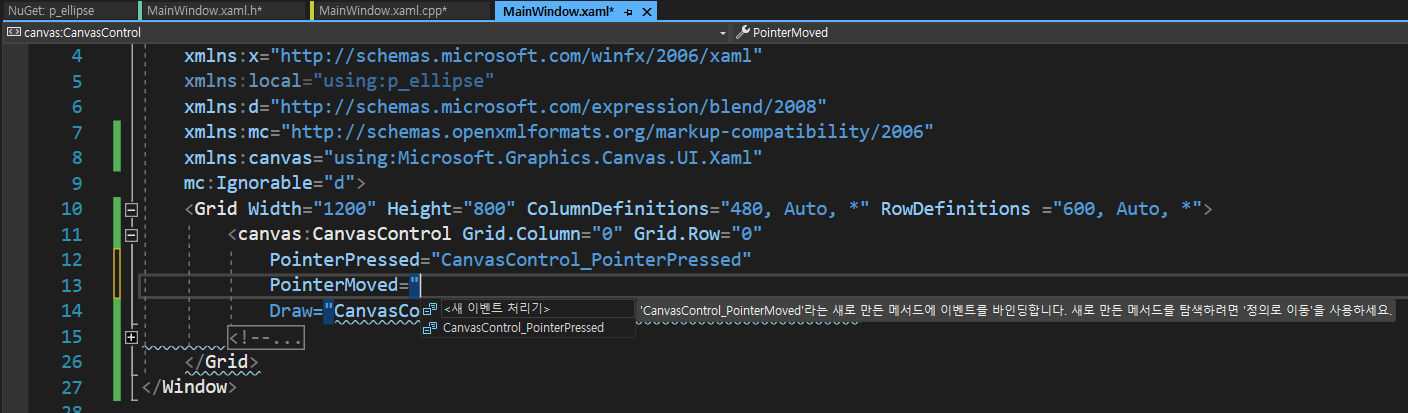 NuGet: p_ellipse MainWindow.xaml.h* MainWindow.xaml.cpp* MainWindow.xaml*
canvas:CanvasControl PointerMoved
4 xmlns:x="http://schemas.microsoft.com/winfx/2006/xaml"
5 xmlns:local="using:p_ellipse"
6 xmlns:d="http://schemas.microsoft.com/expression/blend/2008"
7 xmlns:mc="http://schemas.openxmlformats.org/markup-compatibility/2006"
8 xmlns:canvas="using:Microsoft.Graphics.Canvas.UI.Xaml"
9 mc:Ignorable="d">
10 <Grid Width="1200" Height="800" ColumnDefinitions="480, Auto, *" RowDefinitions ="600, Auto, *">
11 <canvas:CanvasControl Grid.Column="0" Grid.Row="0"
12 PointerPressed="CanvasControl_PointerPressed"
13 PointerMoved="
14 Draw="CanvasCo <새 이벤트 처리기> 'CanvasControl_PointerMoved'라는 새로 만든 메서드에 이벤트를 바인딩합니다. 새로 만든 메서드를 탐색하려면 '정의로 이동'을 사용하세요.
CanvasControl_PointerPressed
15 <!--...
26 </Grid>
27 </Window>
28